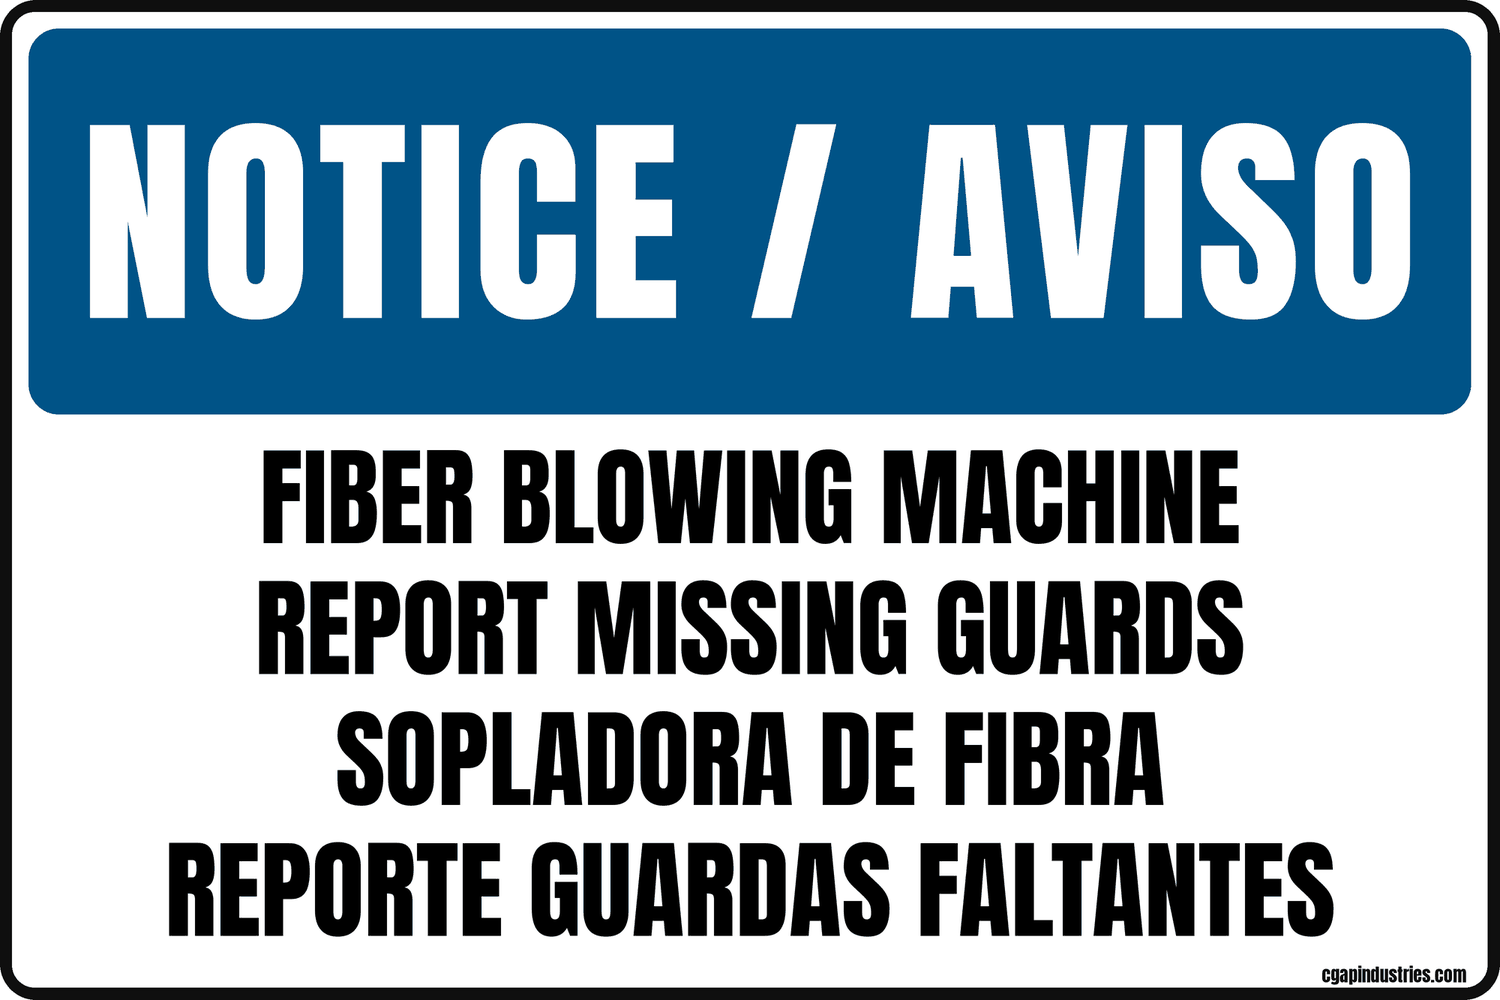 NOTICE / AVISO
FIBER BLOWING MACHINE
REPORT MISSING GUARDS
SOPLADORA DE FIBRA
REPORTE GUARDAS FALTANTES
cgapindustries.com